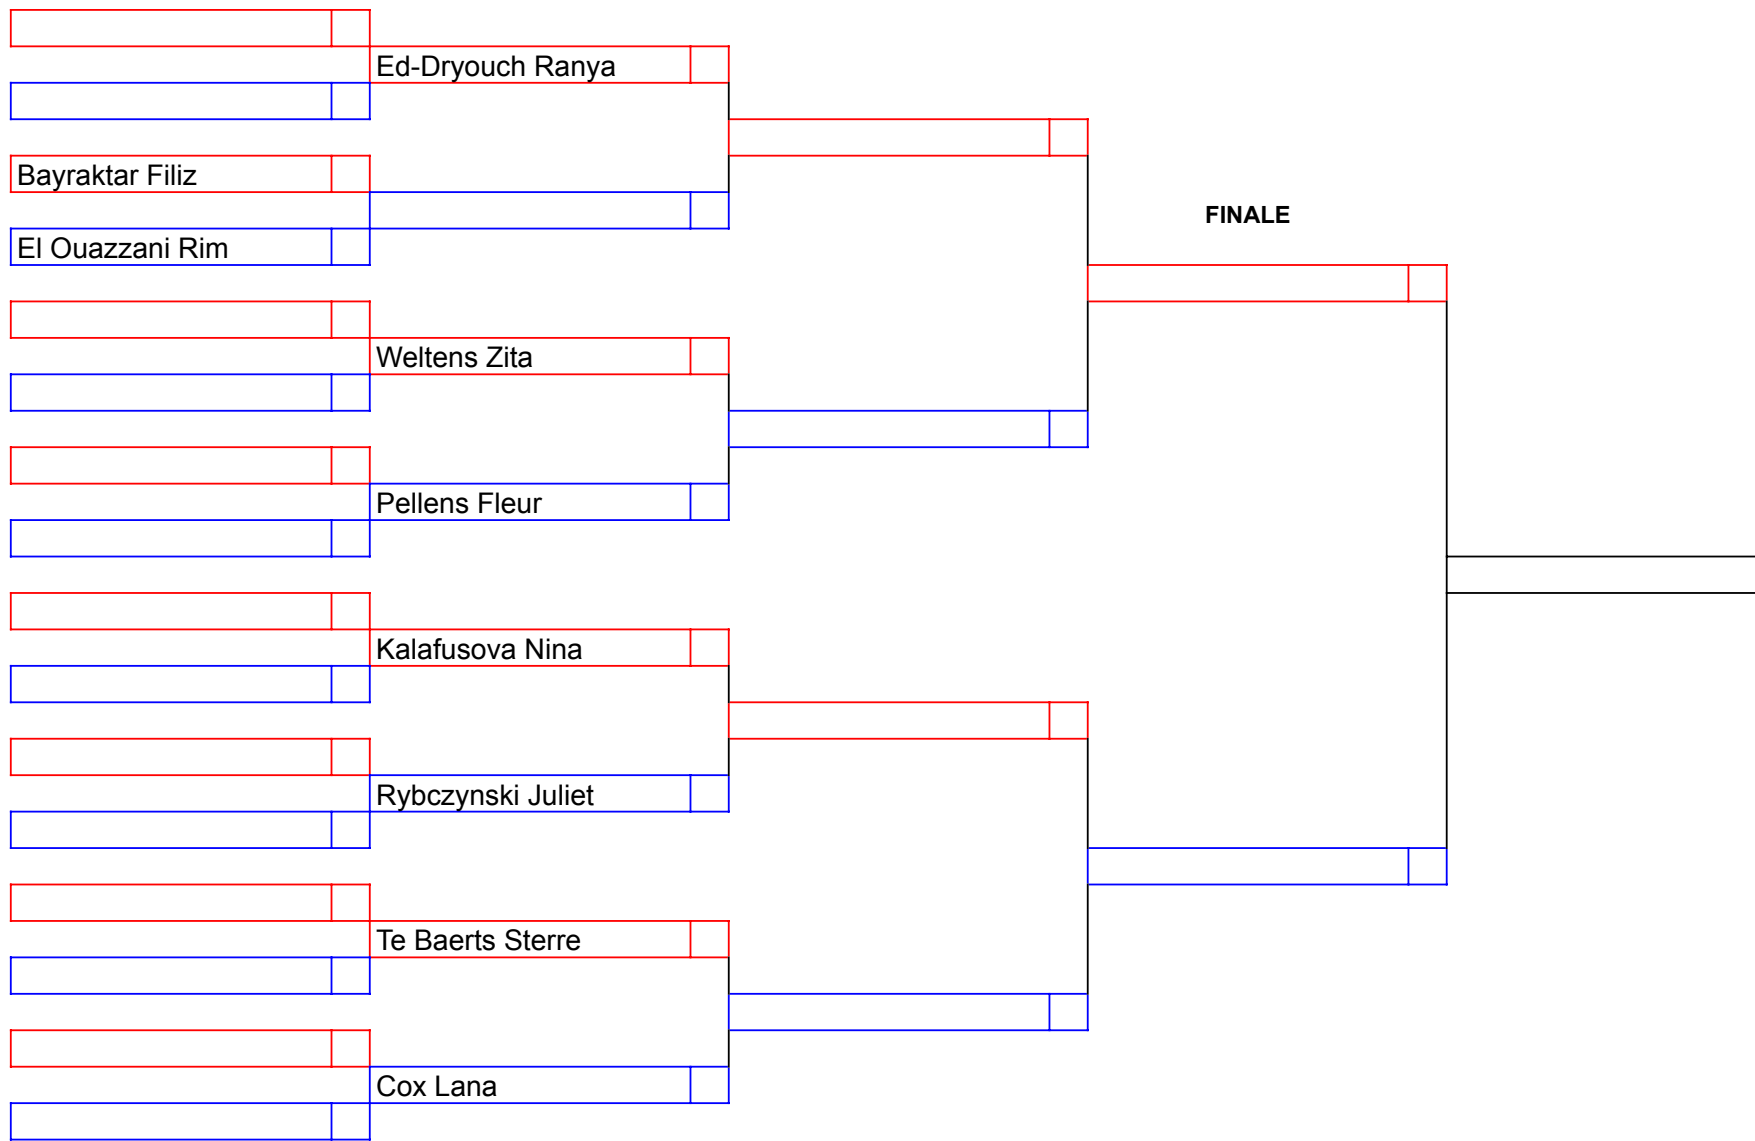 Ed-Dryouch Ranya
Bayraktar Filiz
FINALE
El Ouazzani Rim
Weltens Zita
Pellens Fleur
Kalafusova Nina
Rybczynski Juliet
Te Baerts Sterre
Cox Lana